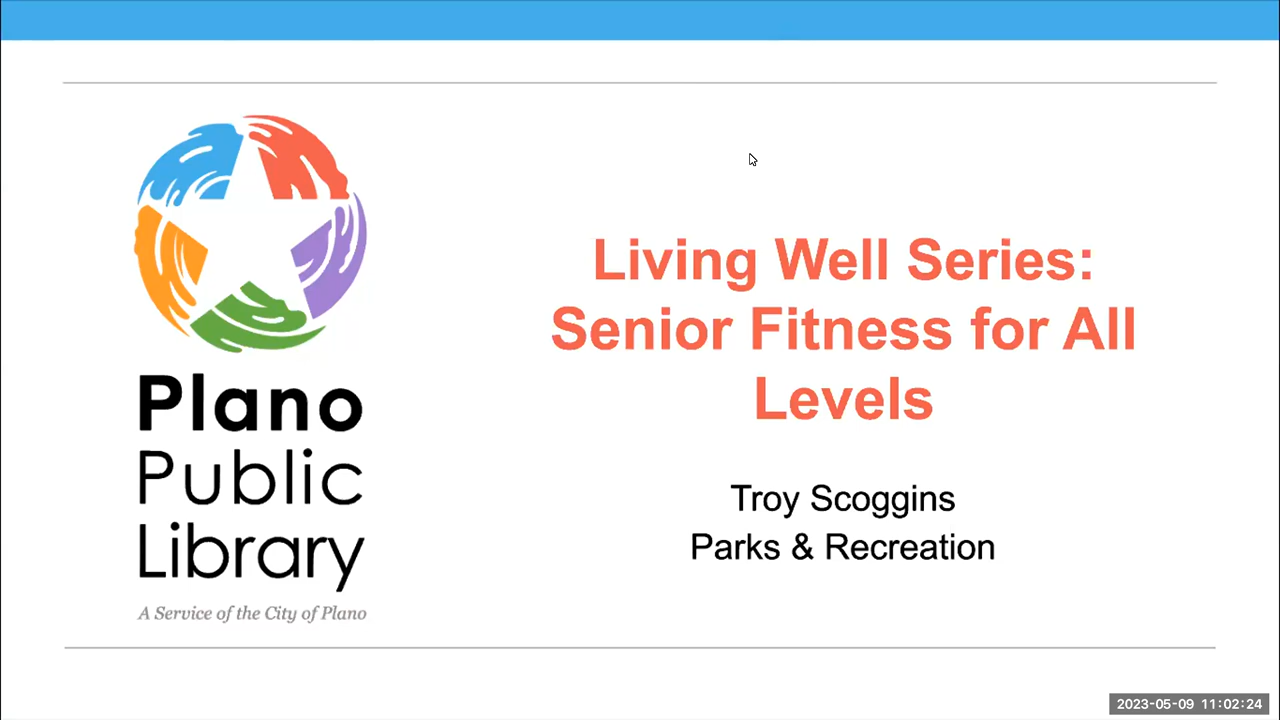 Plano
Public
Library
A Service of the City of Plano
Living Well Series:
Senior Fitness for All
Levels
Troy Scoggins
Parks & Recreation
2023-05-09 11:02:24